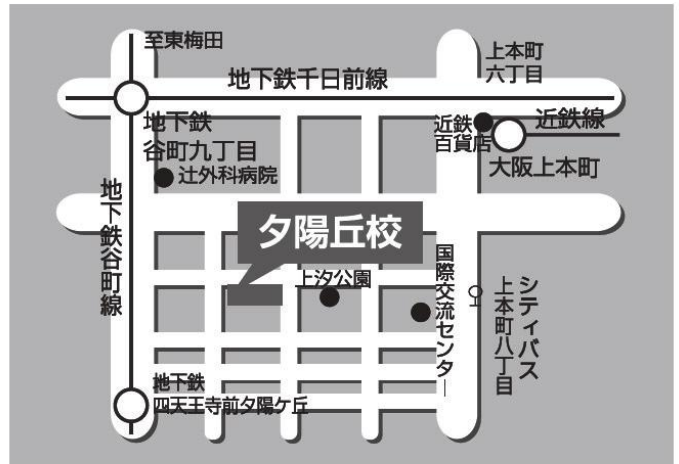 至東梅田
上本町
六丁目
地下鉄千日前線
近鉄
百貨店
近鉄線
大阪上本町
地下鉄
谷町九丁目
辻外科病院
地下鉄谷町線
夕陽丘校
上汐公園
国際交流センター
シティバス
上本町八丁目
地下鉄
四天王寺前夕陽ケ丘